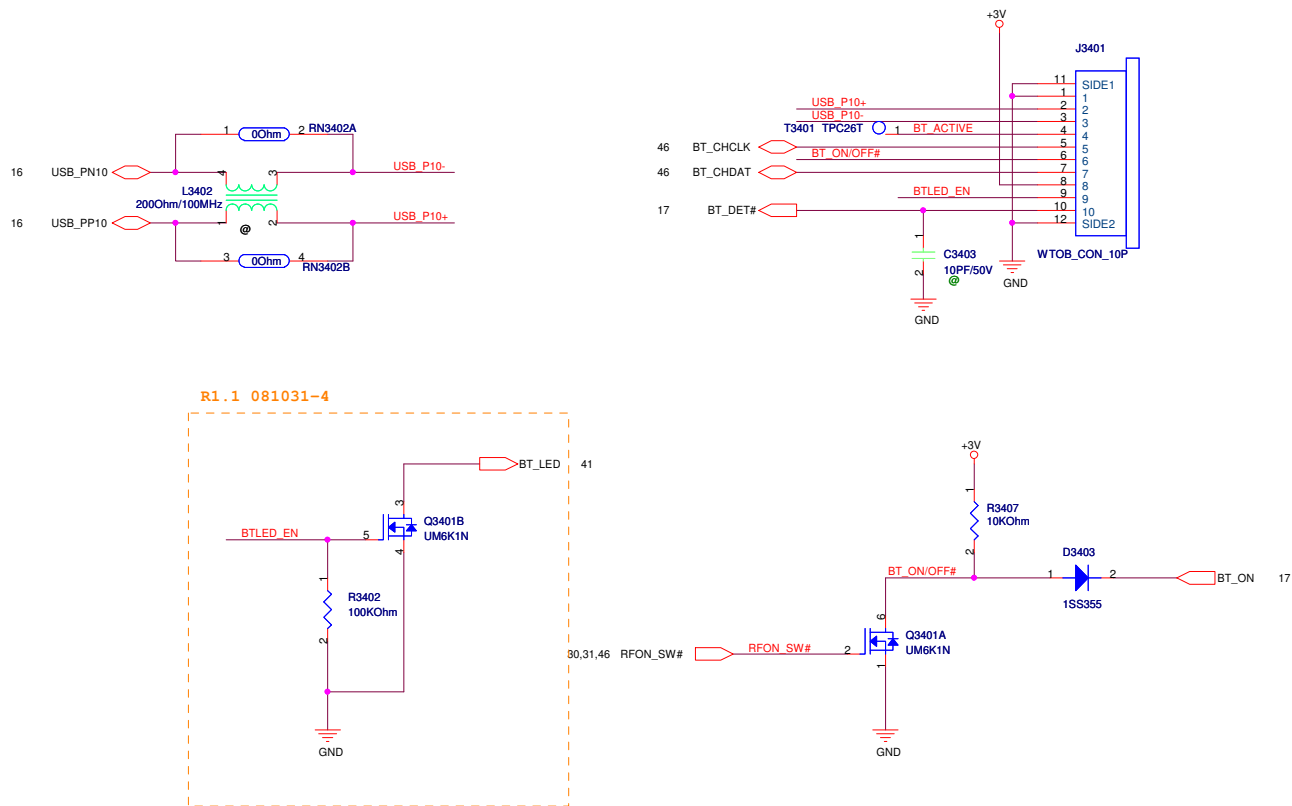 +3V
J3401
11 SIDE1
1 1
USB_P10+ 2 2
USB_P10- 3 3
T3401 TPC26T 1 BT_ACTIVE 4 4
46 BT_CHCLK 5 5
BT_ON/OFF# 6 6
46 BT_CHDAT 7 7
8 8
BTLED_EN 9 9
17 BT_DET# 10 10
12 SIDE2
WTOB_CON_10P
1
C3403
10PF/50V
2
@
GND
GND
1 0Ohm 2 RN3402A
16 USB_PN10 4 3 USB_P10-
L3402
200Ohm/100MHz
16 USB_PP10 1 2 USB_P10+
@
3 0Ohm 4 RN3402B
R1.1 081031-4
BT_LED 41
3
Q3401B
UM6K1N
BTLED_EN 5
4
1
R3402
100KOhm
2
GND
+3V
1
R3407
10KOhm
2
D3403
BT_ON/OFF# 1 2 BT_ON 17
1SS355
6
Q3401A
UM6K1N
30,31,46 RFON_SW# RFON_SW# 2
1
GND